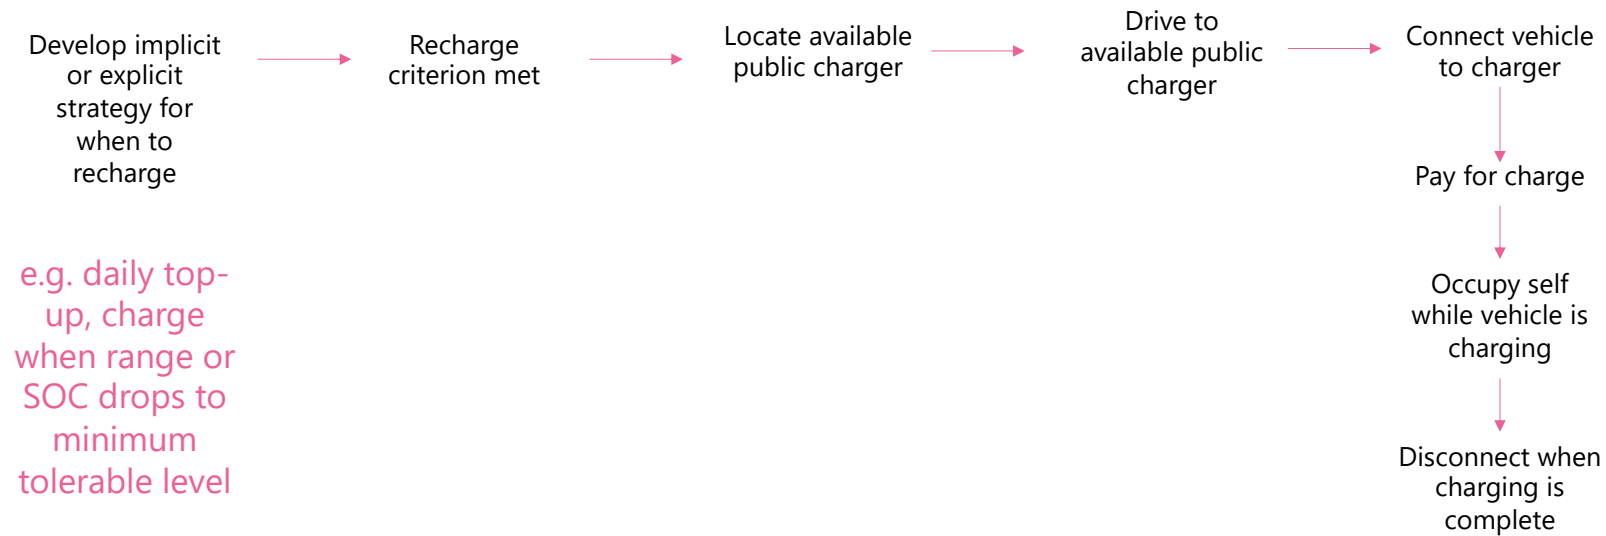 Develop implicit
or explicit
strategy for
when to
recharge
e.g. daily top-
up, charge
when range or
SOC drops to
minimum
tolerable level
Recharge
criterion met
Locate available
public charger
Drive to
available public
charger
Connect vehicle
to charger
Pay for charge
Occupy self
while vehicle is
charging
Disconnect when
charging is
complete